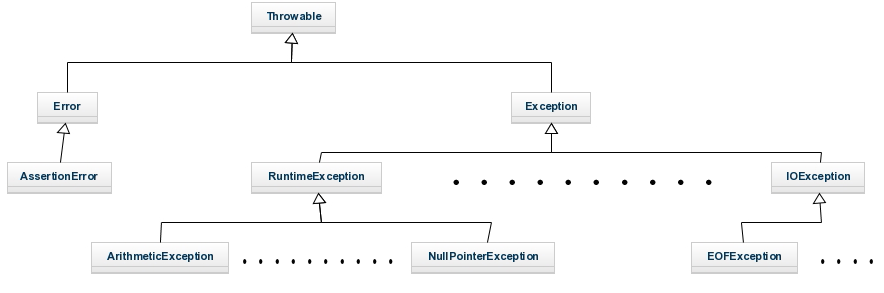 Throwable
Error
Exception
AssertionError
RuntimeException
IOException
ArithmeticException
NullPointerException
EOFException